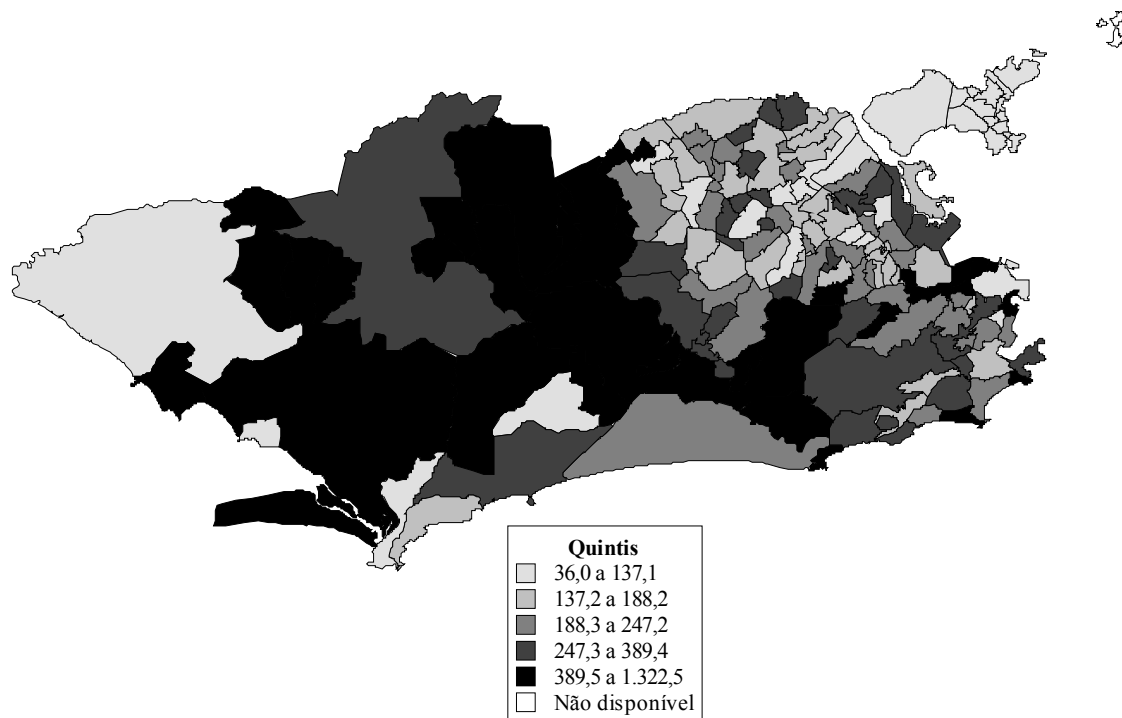 Quintis
36,0 a 137,1
137,2 a 188,2
188,3 a 247,2
247,3 a 389,4
389,5 a 1.322,5
Não disponível